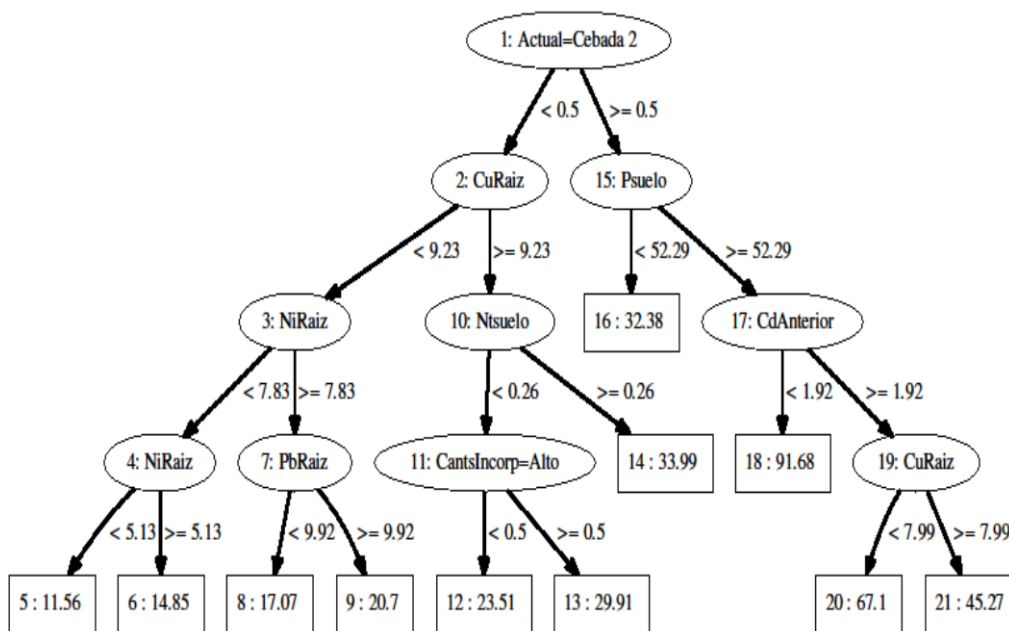 1: Actual=Cebada 2
< 0.5 >= 0.5
2: CuRaiz 15: Psuelo
< 9.23 >= 9.23 < 52.29 >= 52.29
3: NiRaiz 10: Ntsuelo 16 : 32.38 17: CdAnterior
< 7.83 >= 7.83 < 0.26 >= 0.26 < 1.92 >= 1.92
4: NiRaiz 7: PbRaiz 11: CantsIncorp=Alto 14 : 33.99 18 : 91.68 19: CuRaiz
< 5.13 >= 5.13 < 9.92 >= 9.92 < 0.5 >= 0.5 < 7.99 >= 7.99
5 : 11.56 6 : 14.85 8 : 17.07 9 : 20.7 12 : 23.51 13 : 29.91 20 : 67.1 21 : 45.27